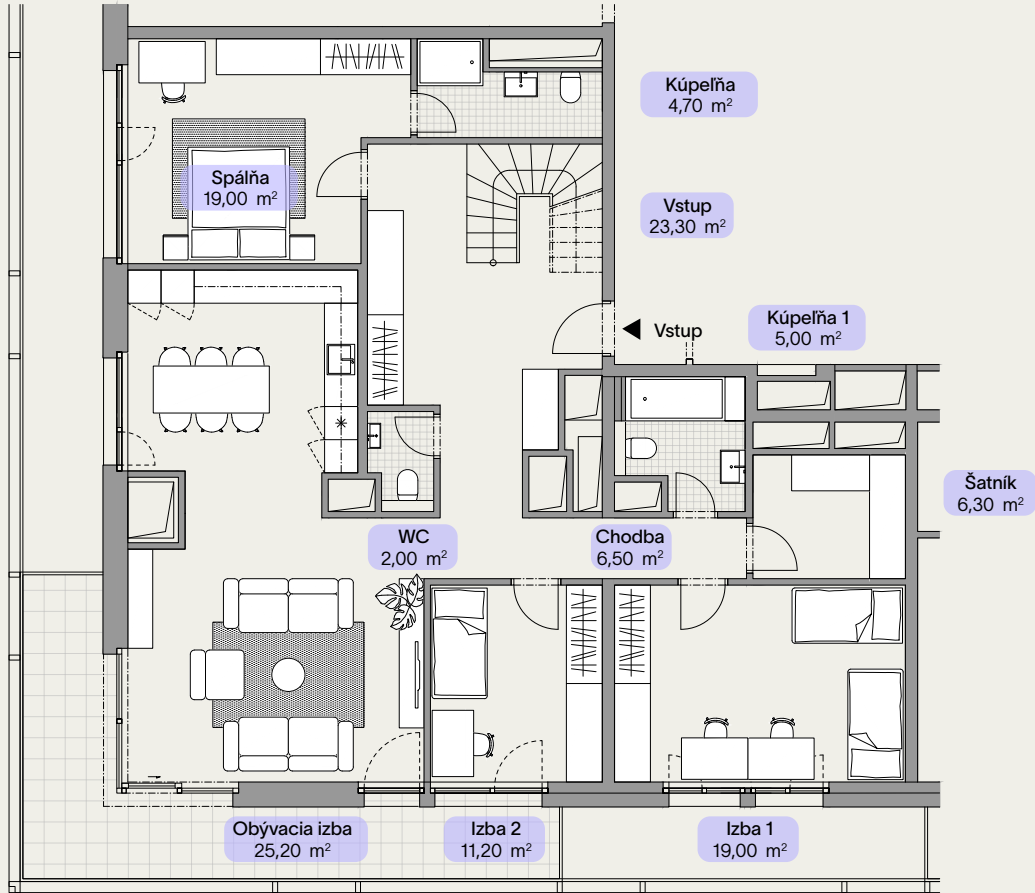 Kúpeľňa
4,70 m²
Spálňa
19,00 m²
Vstup
23,30 m²
Vstup
Kúpeľňa 1
5,00 m²
Šatník
6,30 m²
WC
2,00 m²
Chodba
6,50 m²
Obývacia izba
25,20 m²
Izba 2
11,20 m²
Izba 1
19,00 m²